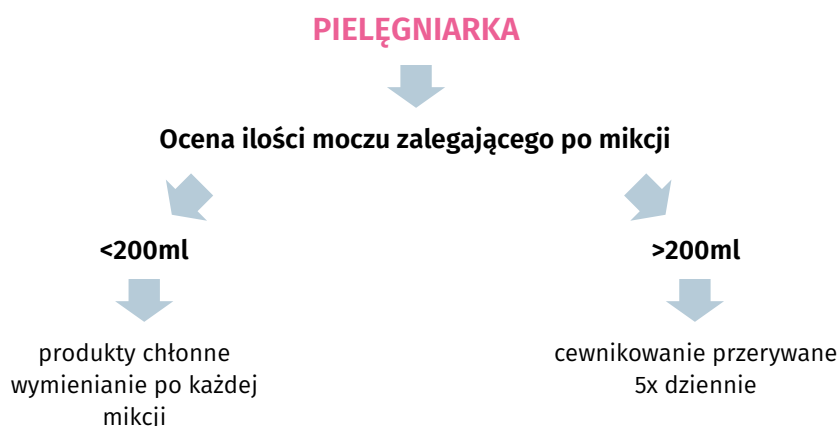 PIELĘGNIARKA
Ocena ilości moczu zalegającego po mikcji
<200ml
>200ml
produkty chłonne
wymienianie po każdej
mikcji
cewnikowanie przerywane
5x dziennie